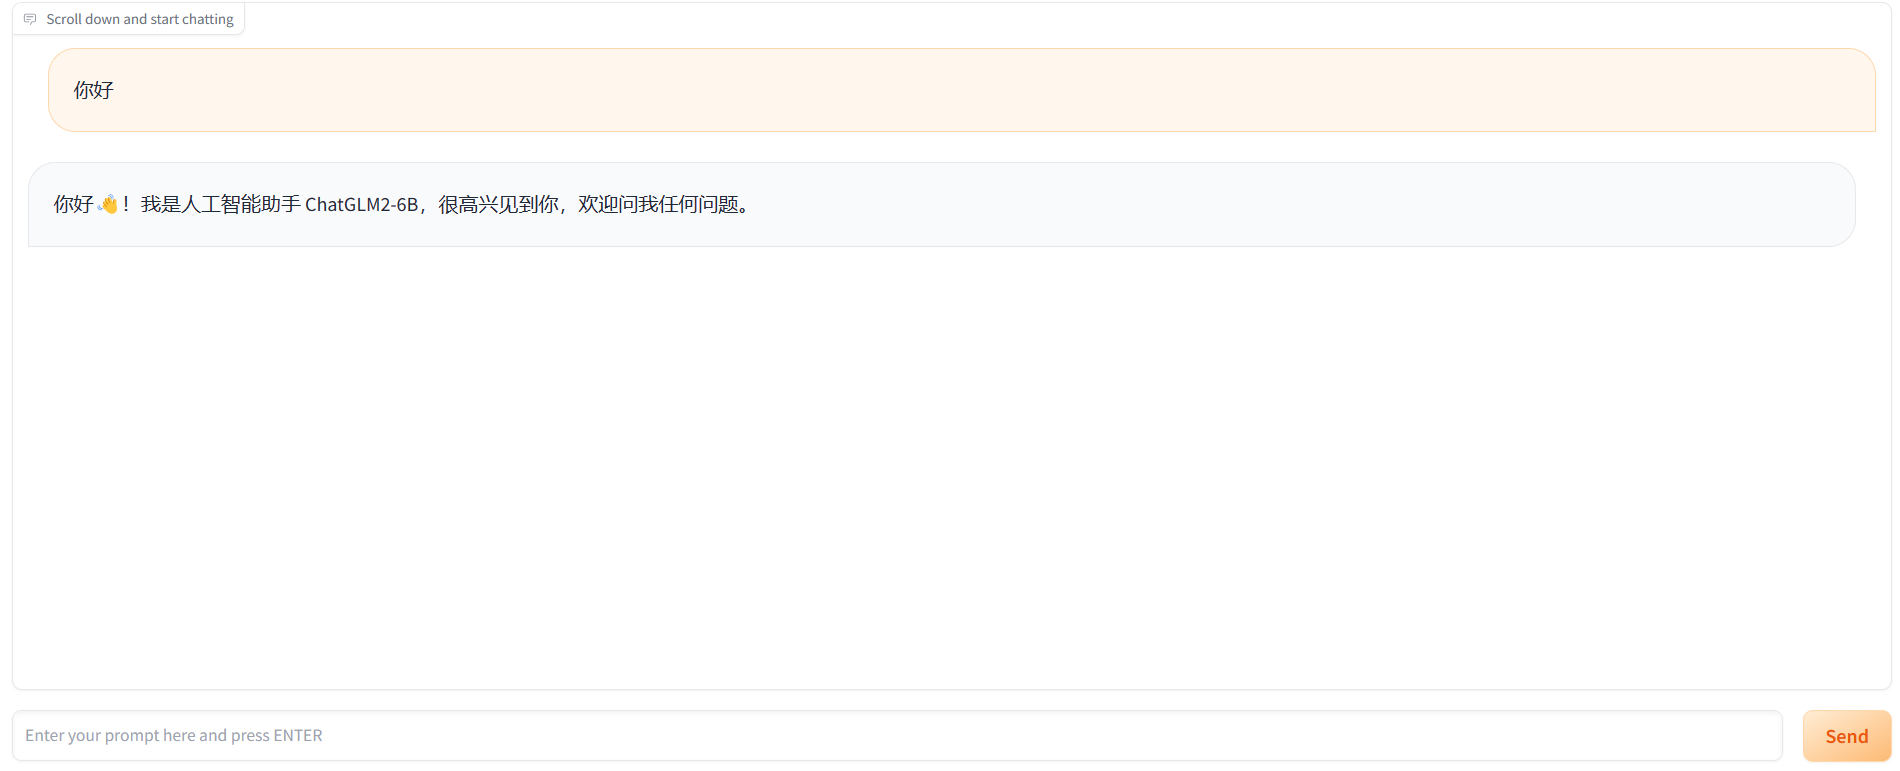 Scroll down and start chatting
你好
你好👋！我是人工智能助手 ChatGLM2-6B，很高兴见到你，欢迎问我任何问题。
Enter your prompt here and press ENTER
Send